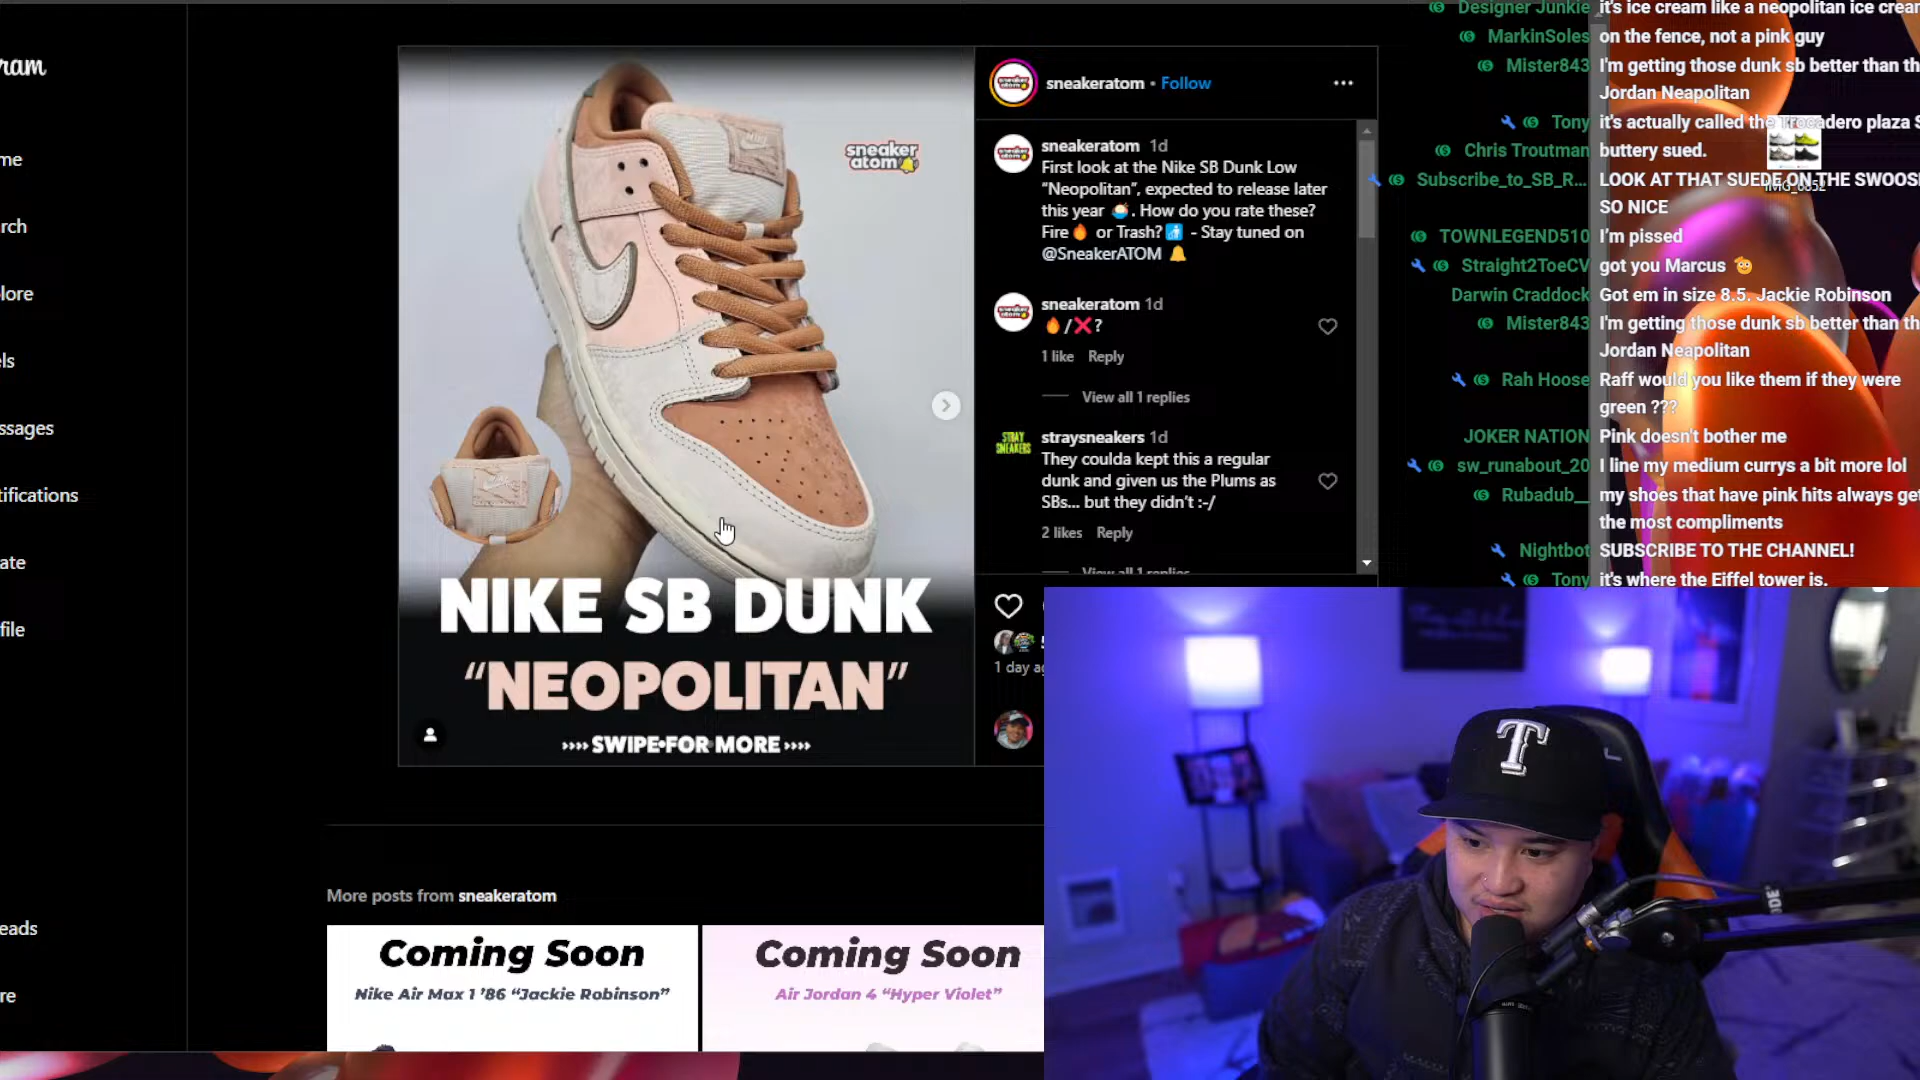 ram
me
rch
lore
els
ssages
tifications
ate
file
eads
re
sneaker
atom
NIKE SB DUNK
“NEOPOLITAN”
›››› SWIPE FOR MORE ››››
sneakeratom • Follow
sneakeratom 1d
First look at the Nike SB Dunk Low
“Neopolitan”, expected to release later
this year 🍧. How do you rate these?
Fire🔥 or Trash?🚮 - Stay tuned on
@SneakerATOM 🔔
sneakeratom 1d
🔥/❌?
1 like Reply
View all 1 replies
straysneakers 1d
They coulda kept this a regular
dunk and given us the Plums as
SBs... but they didn't :-/
2 likes Reply
View all 1 replies
1 day ag
More posts from sneakeratom
Coming Soon
Nike Air Max 1 ’86 “Jackie Robinson”
Coming Soon
Air Jordan 4 “Hyper Violet”
Designer Junkie it's ice cream like a neopolitan ice crea
MarkinSoles on the fence, not a pink guy
Mister843 I'm getting those dunk sb better than th
Jordan Neapolitan
Tony it's actually called the Trocadero plaza S
Chris Troutman buttery sued.
Subscribe_to_SB_R... LOOK AT THAT SUEDE ON THE SWOOS
SO NICE
TOWNLEGEND510 I’m pissed
Straight2ToeCV got you Marcus
Darwin Craddock Got em in size 8.5. Jackie Robinson
Mister843 I'm getting those dunk sb better than th
Jordan Neapolitan
Rah Hoose Raff would you like them if they were
green ???
JOKER NATION Pink doesn't bother me
sw_runabout_20 I line my medium currys a bit more lol
Rubadub__ my shoes that have pink hits always ge
the most compliments
Nightbot SUBSCRIBE TO THE CHANNEL!
Tony it's where the Eiffel tower is.
T